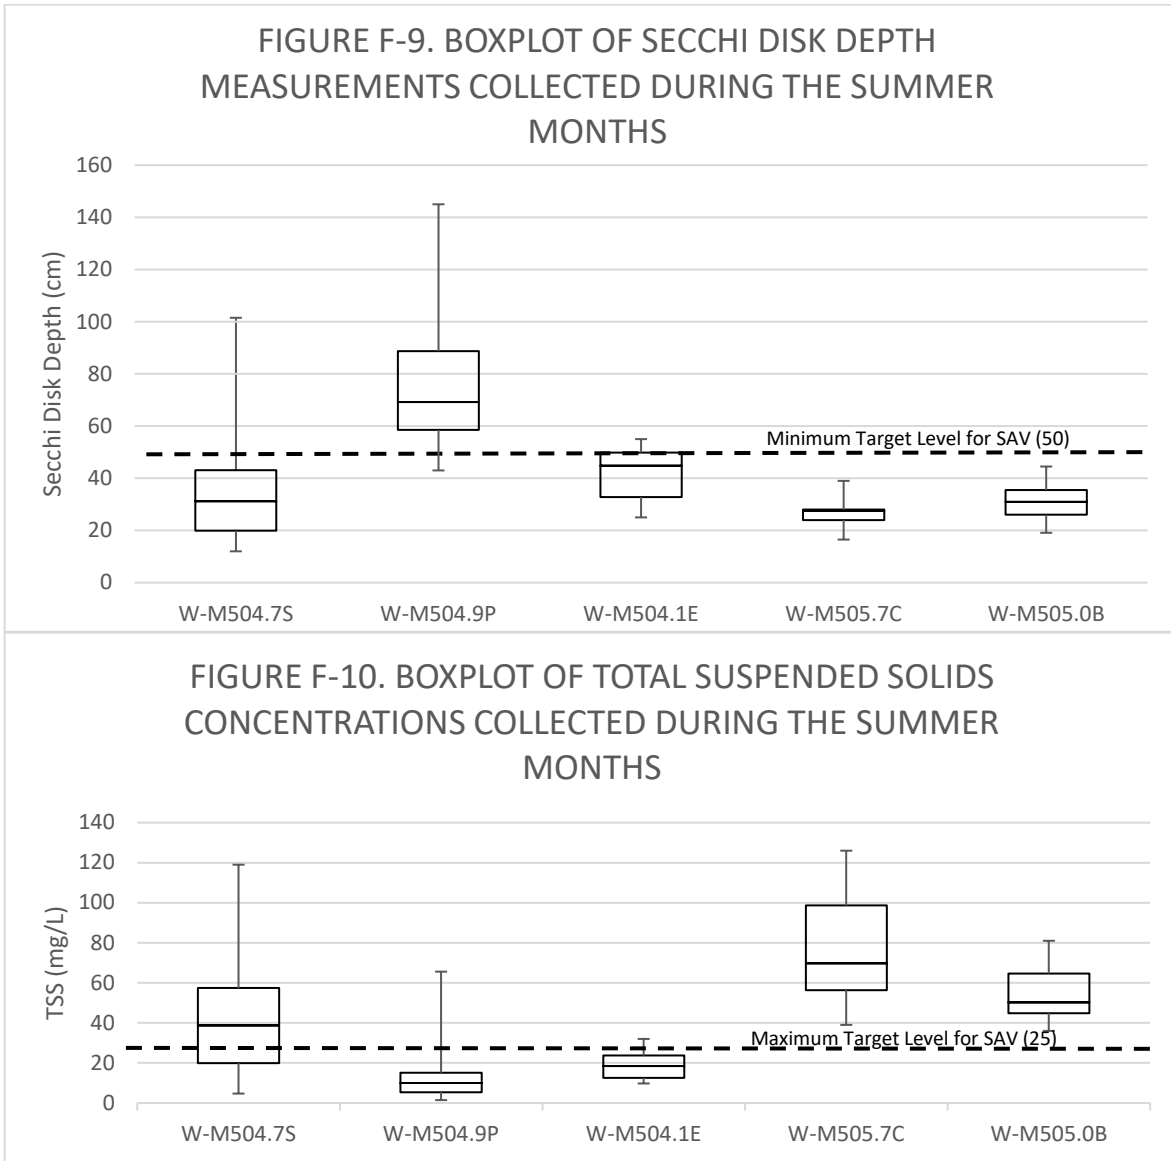 FIGURE F-9. BOXPLOT OF SECCHI DISK DEPTH
MEASUREMENTS COLLECTED DURING THE SUMMER
MONTHS
160
140
120
100
80
60
40
20
0
Secchi Disk Depth (cm)
Minimum Target Level for SAV (50)
W-M504.7S
W-M504.9P
W-M504.1E
W-M505.7C
W-M505.0B
FIGURE F-10. BOXPLOT OF TOTAL SUSPENDED SOLIDS
CONCENTRATIONS COLLECTED DURING THE SUMMER
MONTHS
140
120
100
80
60
40
20
0
TSS (mg/L)
Maximum Target Level for SAV (25)
W-M504.7S
W-M504.9P
W-M504.1E
W-M505.7C
W-M505.0B